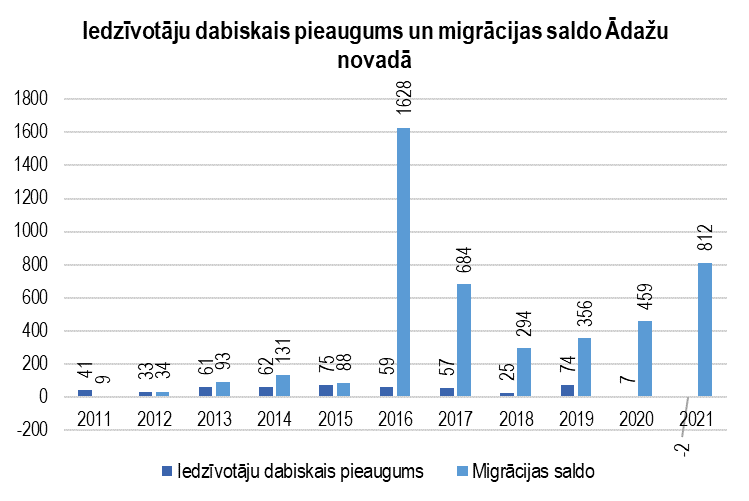 Iedzīvotāju dabiskais pieaugums un migrācijas saldo Ādažu
novadā
1800
1600
1400
1200
1000
800
600
400
200
0
-200
41 9 33 34 61 93 62 131 75 88 59 1628 57 684 25 294 74 356 7 459 -2 812
2011 2012 2013 2014 2015 2016 2017 2018 2019 2020 2021
Iedzīvotāju dabiskais pieaugums Migrācijas saldo